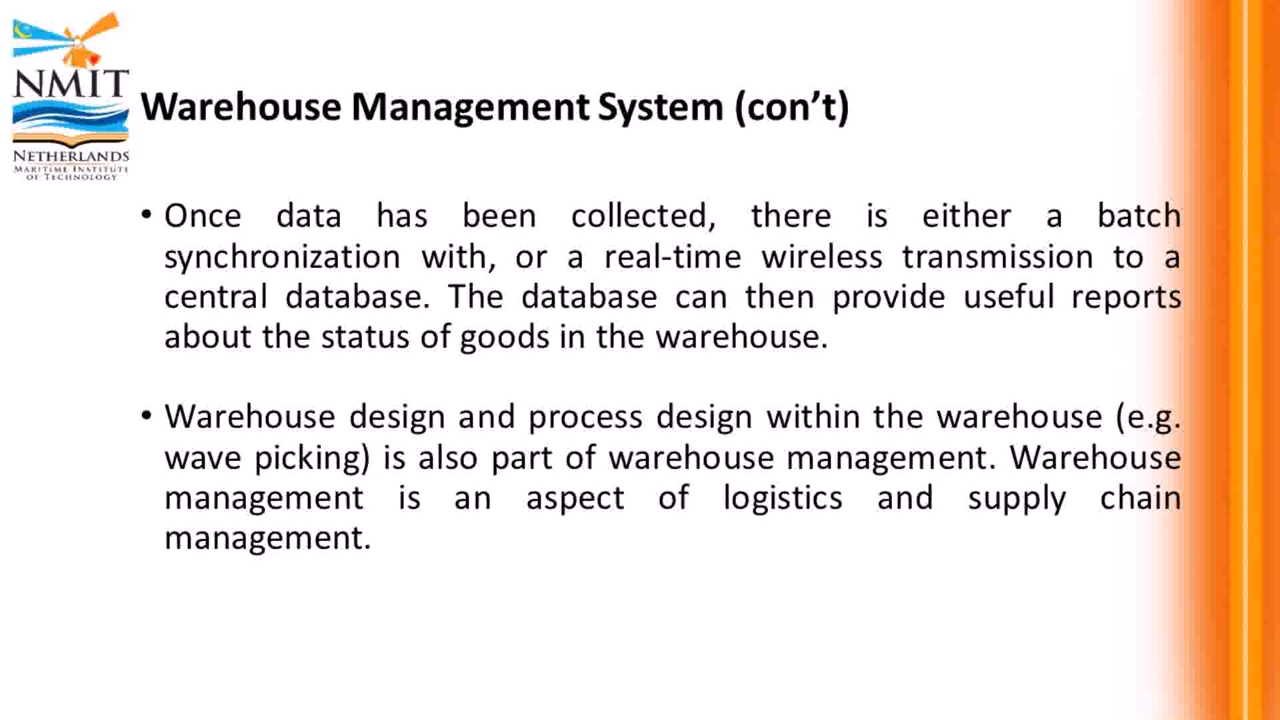 NMIT
NETHERLANDS
MARITIME INSTITUTE
OF TECHNOLOGY
Warehouse Management System (con’t)
• Once data has been collected, there is either a batch
synchronization with, or a real-time wireless transmission to a
central database. The database can then provide useful reports
about the status of goods in the warehouse.
• Warehouse design and process design within the warehouse (e.g.
wave picking) is also part of warehouse management. Warehouse
management is an aspect of logistics and supply chain
management.